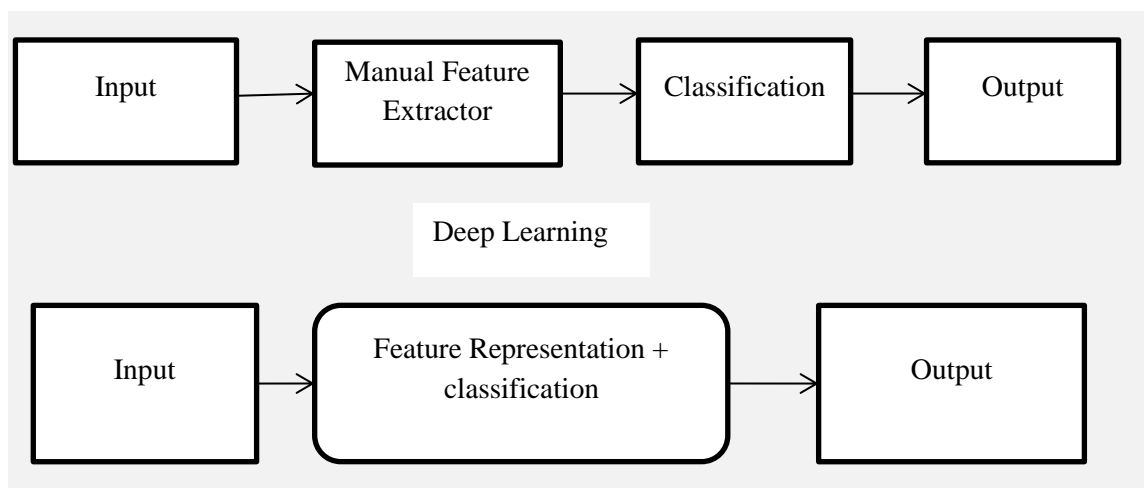 Input
Manual Feature
Extractor
Classification
Output
Deep Learning
Input
Feature Representation +
classification
Output